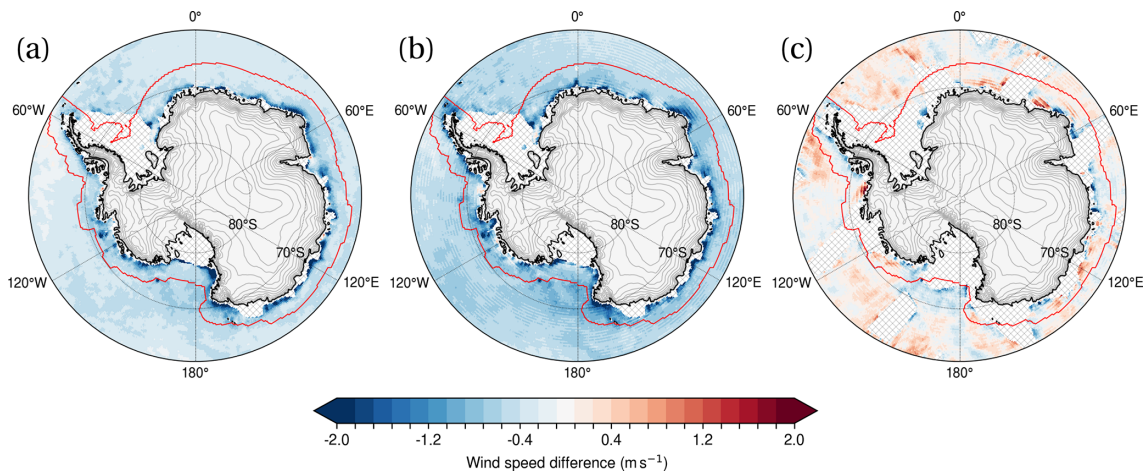 0° 0° 0°
(a) (b) (c)
60°W 60°E 60°W 60°E 60°W 60°E
80°S 80°S 80°S
70°S 70°S 70°S
120°W 120°E 120°W 120°E 120°W 120°E
180° 180° 180°
-2.0 -1.2 -0.4 0.4 1.2 2.0
Wind speed difference (m s⁻¹)